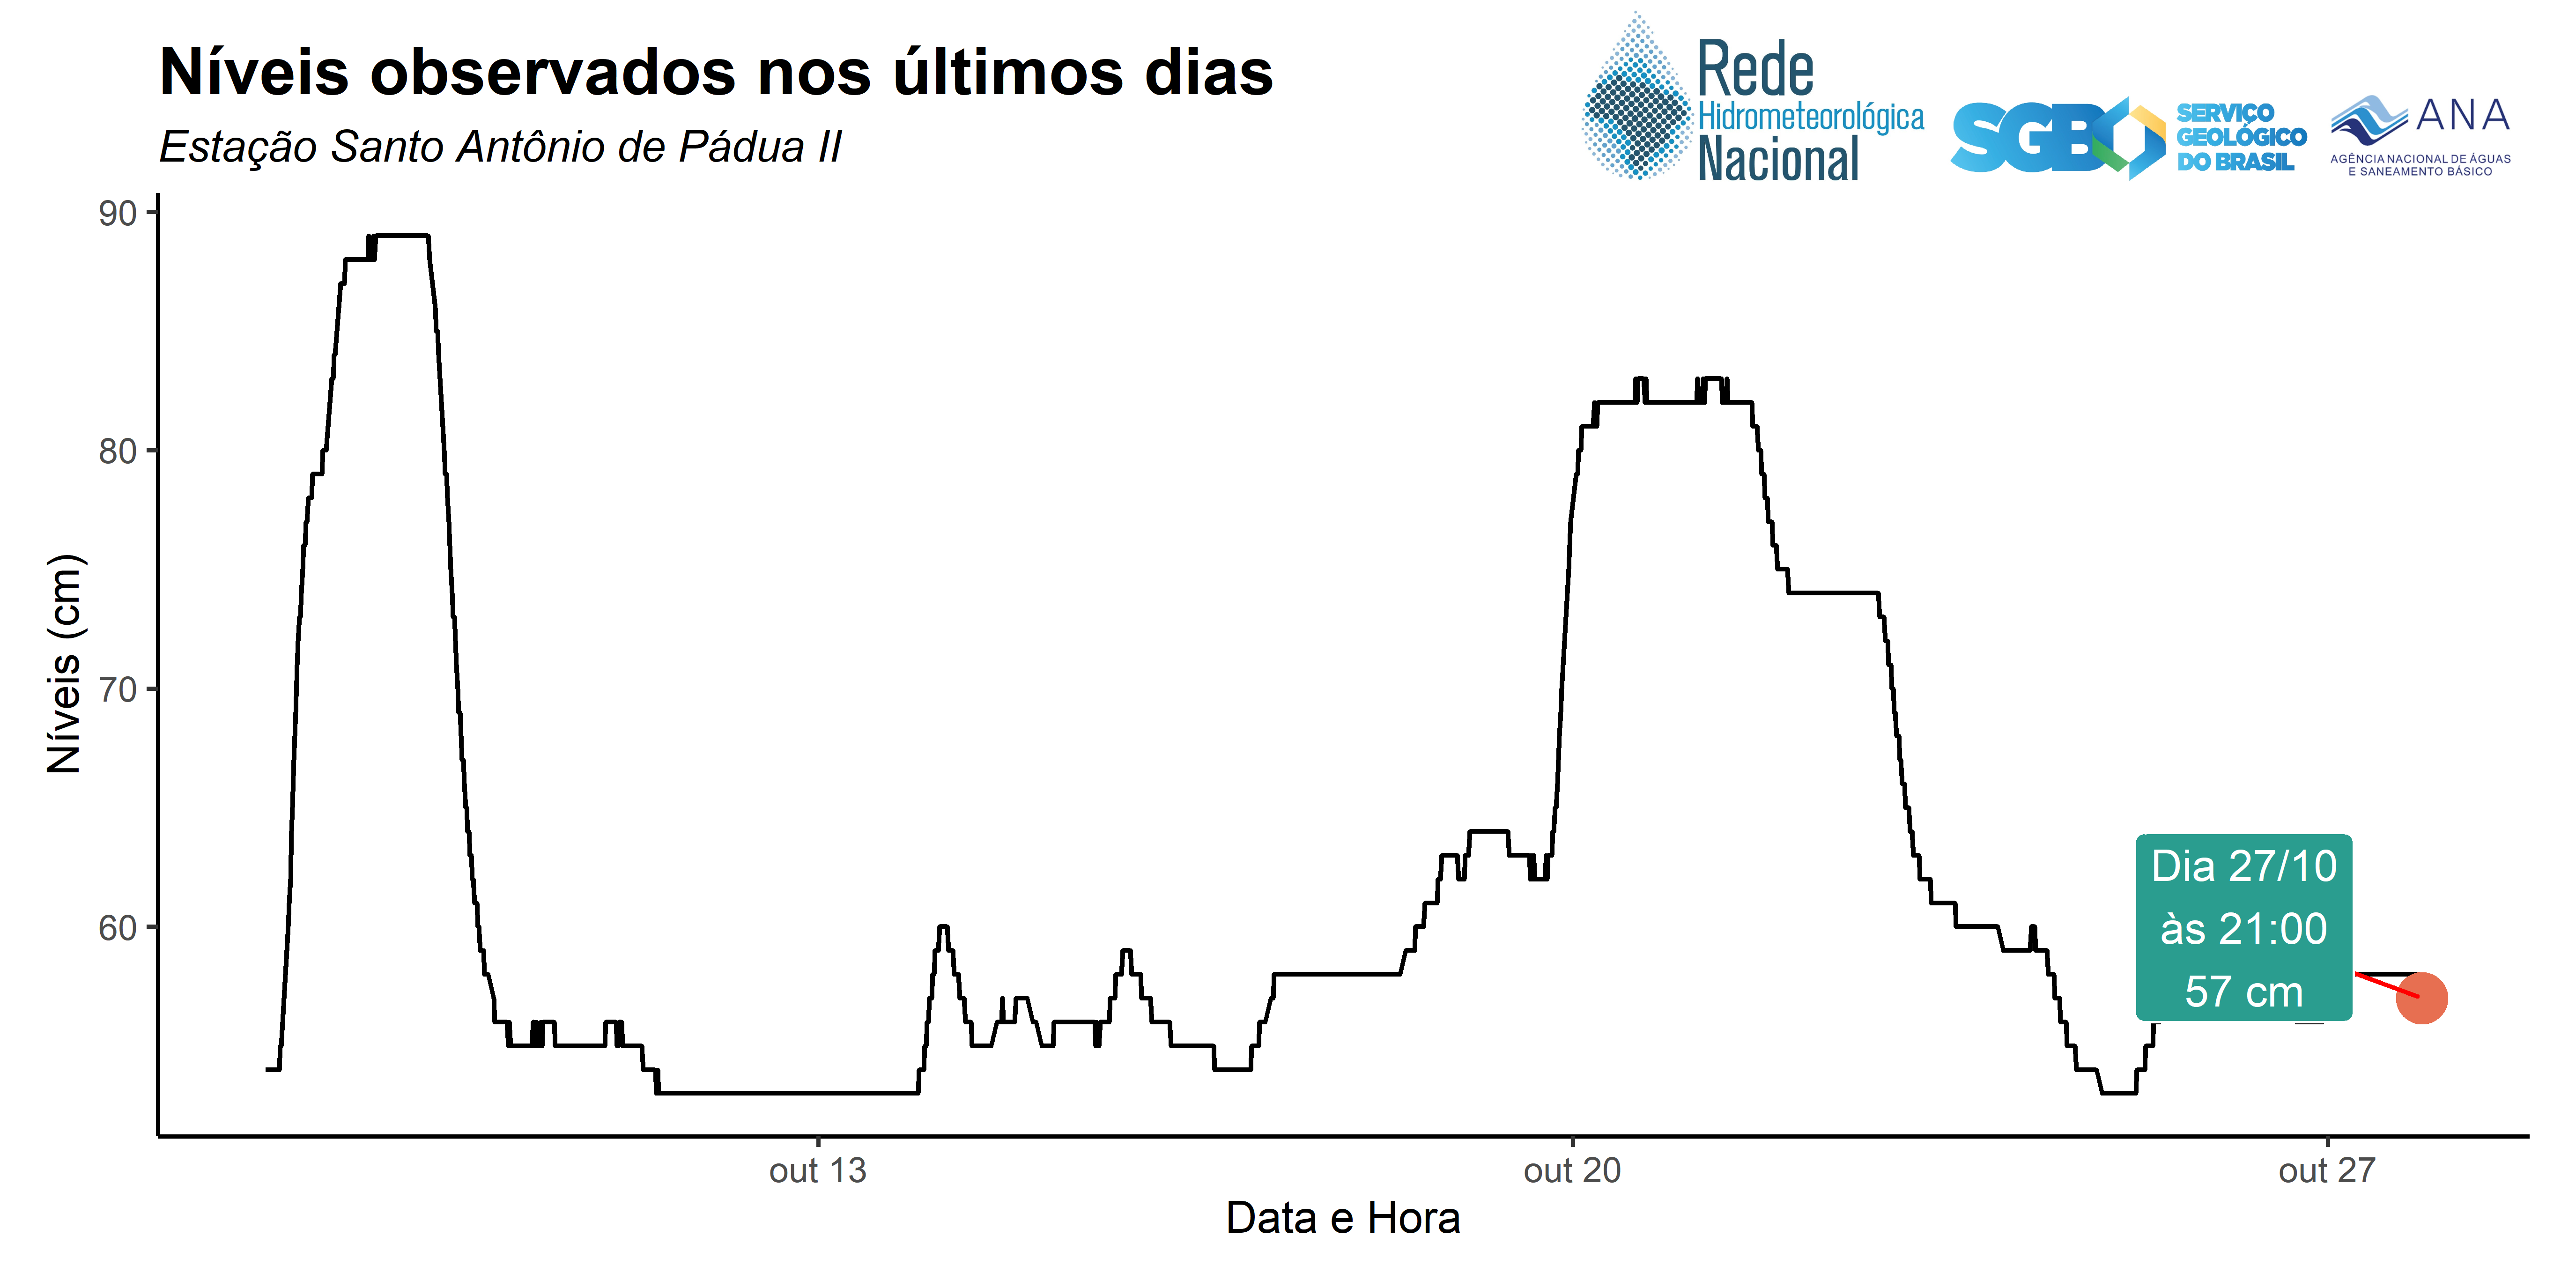 Níveis observados nos últimos dias
Estação Santo Antônio de Pádua II
Rede
Hidrometeorológica
Nacional
SGB
SERVIÇO
GEOLÓGICO
DO BRASIL
ANA
AGÊNCIA NACIONAL DE ÁGUAS
E SANEAMENTO BÁSICO
90
80
70
60
Níveis (cm)
Dia 27/10
às 21:00
57 cm
out 13
out 20
out 27
Data e Hora